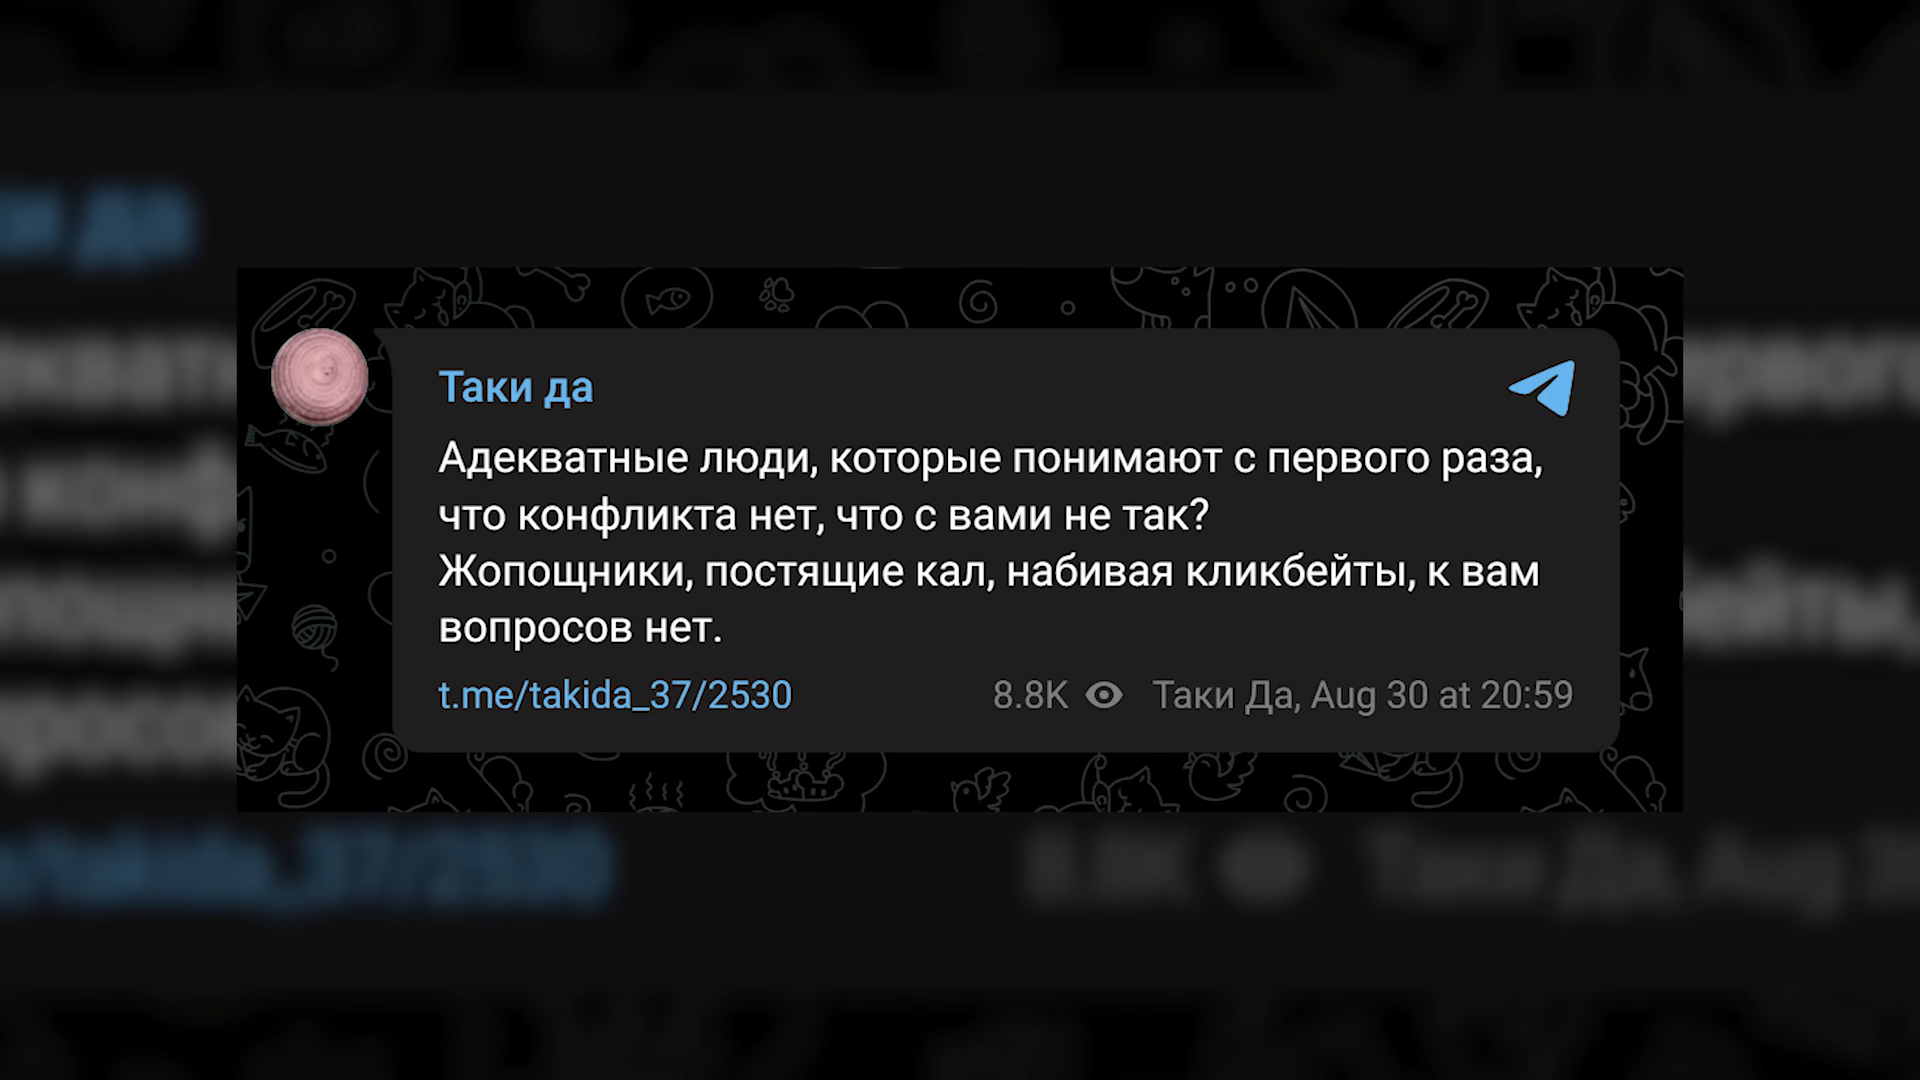 Таки да
Адекватные люди, которые понимают с первого раза,
что конфликта нет, что с вами не так?
Жопощники, постящие кал, набивая кликбейты, к вам
вопросов нет.
t.me/takida_37/2530 8.8K Таки Да, Aug 30 at 20:59